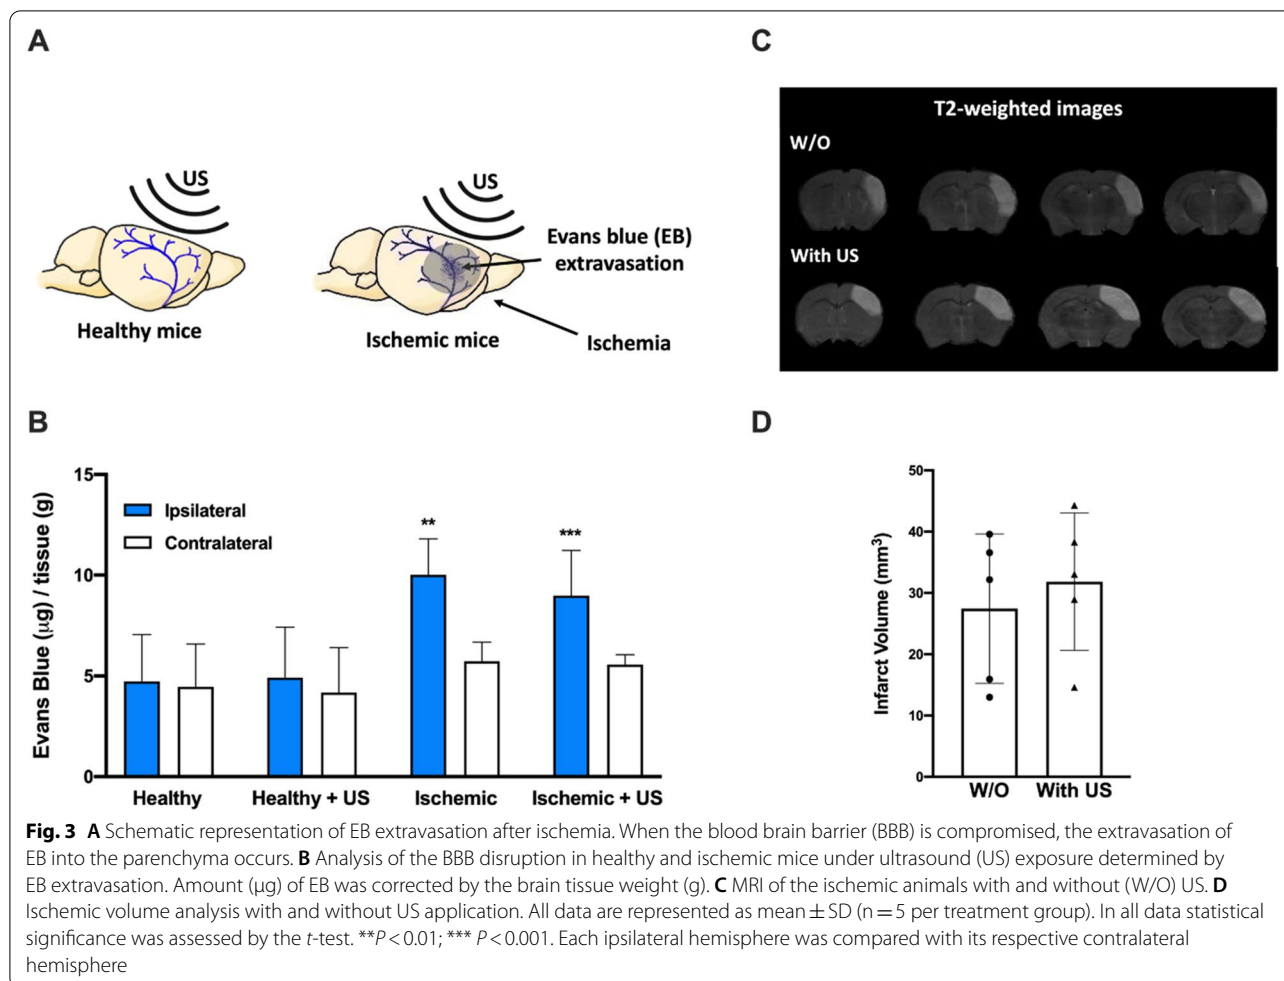 A
US
US
Evans blue (EB)
extravasation
Healthy mice
Ischemic mice
Ischemia
C
T2-weighted images
W/O
With US
B
Evans Blue (µg) / tissue (g)
15
10
5
0
Ipsilateral
Contralateral
**
***
Healthy
Healthy + US
Ischemic
Ischemic + US
D
Infarct Volume (mm³)
50
40
30
20
10
0
W/O
With US
Fig. 3 A Schematic representation of EB extravasation after ischemia. When the blood brain barrier (BBB) is compromised, the extravasation of
EB into the parenchyma occurs. B Analysis of the BBB disruption in healthy and ischemic mice under ultrasound (US) exposure determined by
EB extravasation. Amount (µg) of EB was corrected by the brain tissue weight (g). C MRI of the ischemic animals with and without (W/O) US. D
Ischemic volume analysis with and without US application. All data are represented as mean ± SD (n = 5 per treatment group). In all data statistical
significance was assessed by the t-test. **P < 0.01; *** P < 0.001. Each ipsilateral hemisphere was compared with its respective contralateral
hemisphere